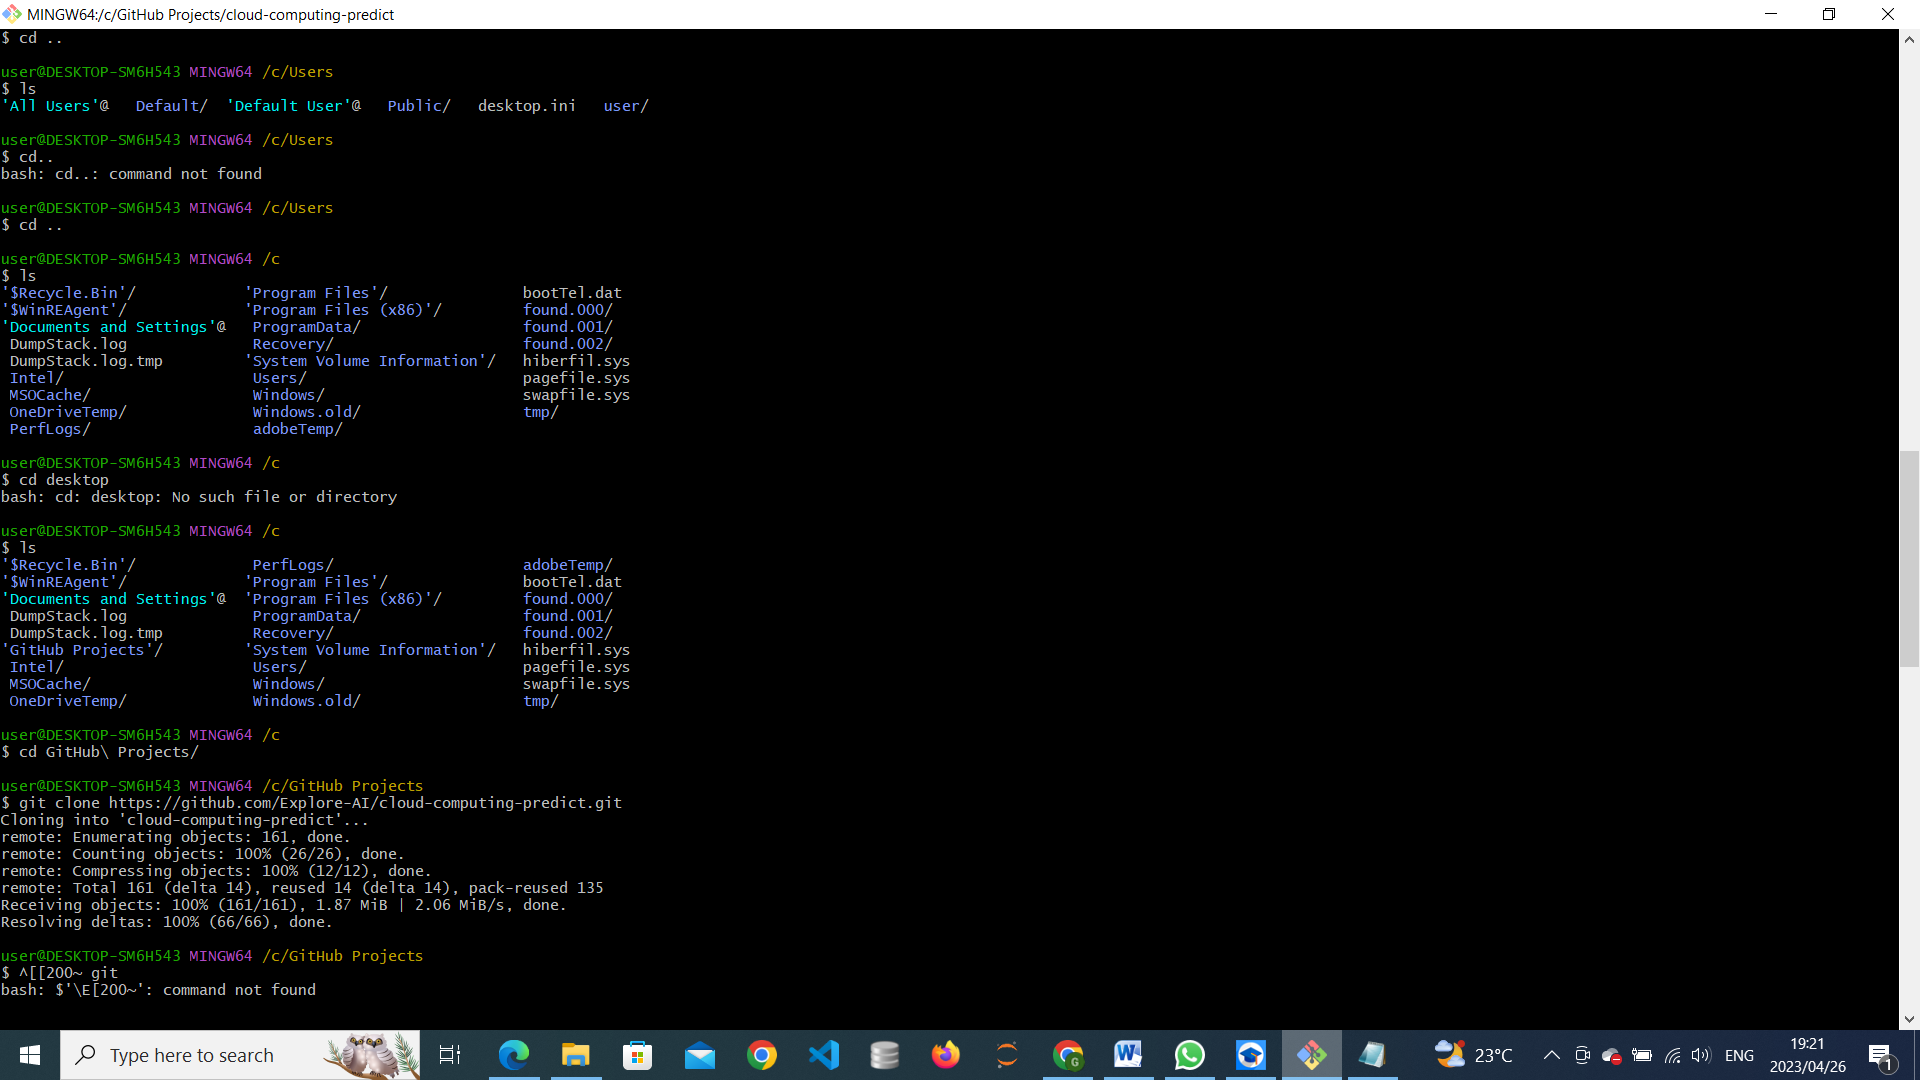 MINGW64:/c/GitHub Projects/cloud-computing-predict
$ cd ..
user@DESKTOP-SM6H543 MINGW64 /c/Users
$ ls
'All Users'@   Default/  'Default User'@   Public/   desktop.ini   user/
user@DESKTOP-SM6H543 MINGW64 /c/Users
$ cd..
bash: cd..: command not found
user@DESKTOP-SM6H543 MINGW64 /c/Users
$ cd ..
user@DESKTOP-SM6H543 MINGW64 /c
$ ls
'$Recycle.Bin'/            'Program Files'/               bootTel.dat
'$WinREAgent'/             'Program Files (x86)'/         found.000/
'Documents and Settings'@   ProgramData/                  found.001/
 DumpStack.log              Recovery/                     found.002/
 DumpStack.log.tmp         'System Volume Information'/   hiberfil.sys
 Intel/                     Users/                        pagefile.sys
 MSOCache/                  Windows/                      swapfile.sys
 OneDriveTemp/              Windows.old/                  tmp/
 PerfLogs/                  adobeTemp/
user@DESKTOP-SM6H543 MINGW64 /c
$ cd desktop
bash: cd: desktop: No such file or directory
user@DESKTOP-SM6H543 MINGW64 /c
$ ls
'$Recycle.Bin'/             PerfLogs/                     adobeTemp/
'$WinREAgent'/             'Program Files'/               bootTel.dat
'Documents and Settings'@  'Program Files (x86)'/         found.000/
 DumpStack.log              ProgramData/                  found.001/
 DumpStack.log.tmp          Recovery/                     found.002/
'GitHub Projects'/         'System Volume Information'/   hiberfil.sys
 Intel/                     Users/                        pagefile.sys
 MSOCache/                  Windows/                      swapfile.sys
 OneDriveTemp/              Windows.old/                  tmp/
user@DESKTOP-SM6H543 MINGW64 /c
$ cd GitHub\ Projects/
user@DESKTOP-SM6H543 MINGW64 /c/GitHub Projects
$ git clone https://github.com/Explore-AI/cloud-computing-predict.git
Cloning into 'cloud-computing-predict'...
remote: Enumerating objects: 161, done.
remote: Counting objects: 100% (26/26), done.
remote: Compressing objects: 100% (12/12), done.
remote: Total 161 (delta 14), reused 14 (delta 14), pack-reused 135
Receiving objects: 100% (161/161), 1.87 MiB | 2.06 MiB/s, done.
Resolving deltas: 100% (66/66), done.
user@DESKTOP-SM6H543 MINGW64 /c/GitHub Projects
$ ^[[200~ git
bash: $'\E[200~': command not found
Type here to search
23°C
ENG
19:21
2023/04/26
1